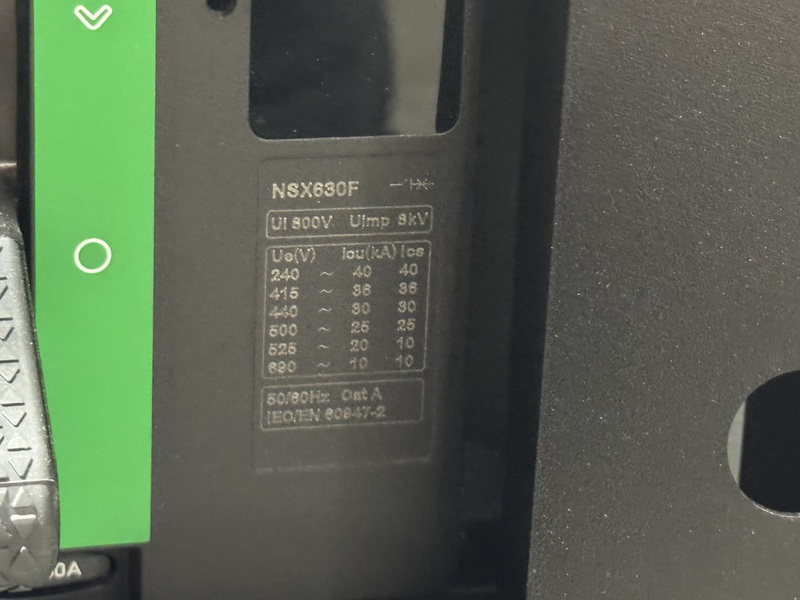 NSX630F
Ui 800V Uimp 8kV
Ue(V) Icu(kA) Ics
240 ~ 40 40
415 ~ 36 36
440 ~ 30 30
500 ~ 25 25
525 ~ 20 10
690 ~ 10 10
50/60Hz Cat A
IEC/EN 60947-2